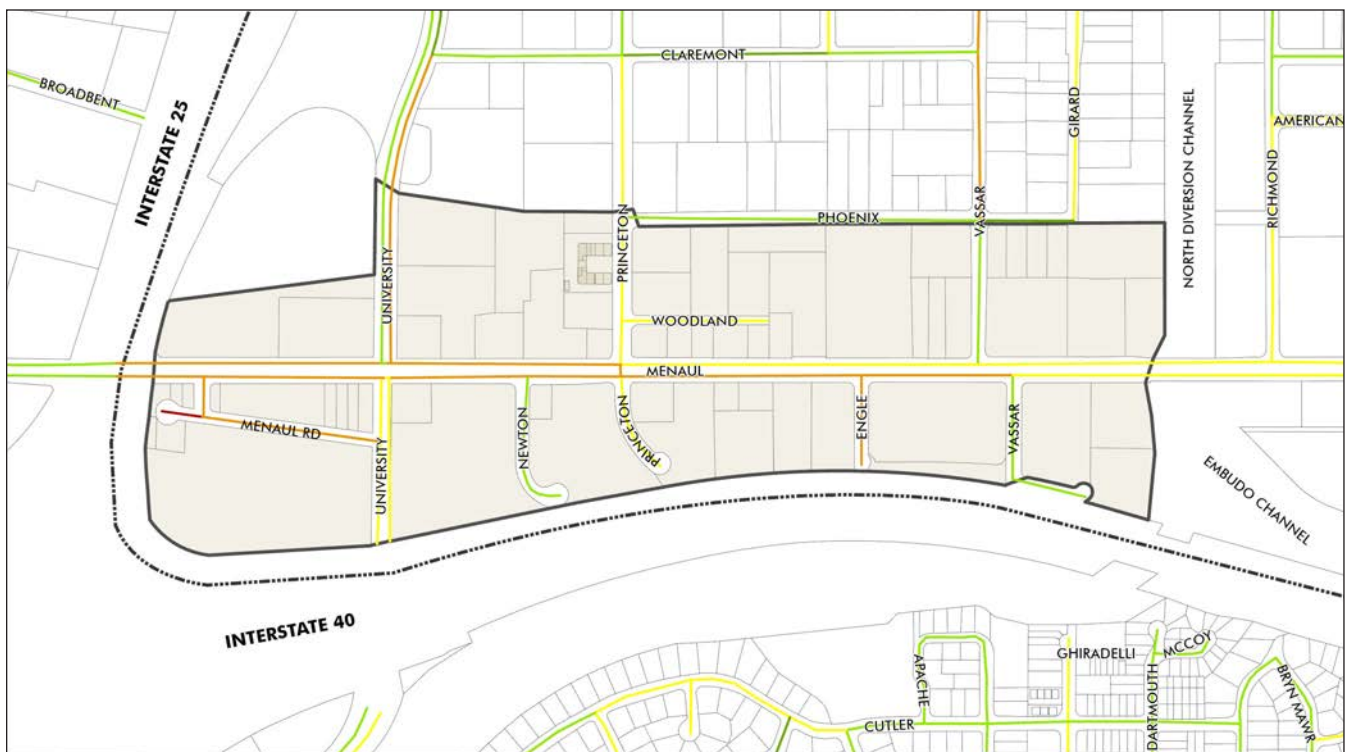 CLAREMONT
BROADBENT
INTERSTATE 25
GIRARD
NORTH DIVERSION CHANNEL
AMERICAN
RICHMOND
PHOENIX
VASSAR
PRINCETON
UNIVERSITY
WOODLAND
MENAUL
MENAUL RD
UNIVERSITY
NEWTON
PRINCETON
ENGLE
VASSAR
EMBUDO CHANNEL
INTERSTATE 40
APACHE
GHIRADELLI
MCCOY
DARTMOUTH
BRYN MAWR
CUTLER